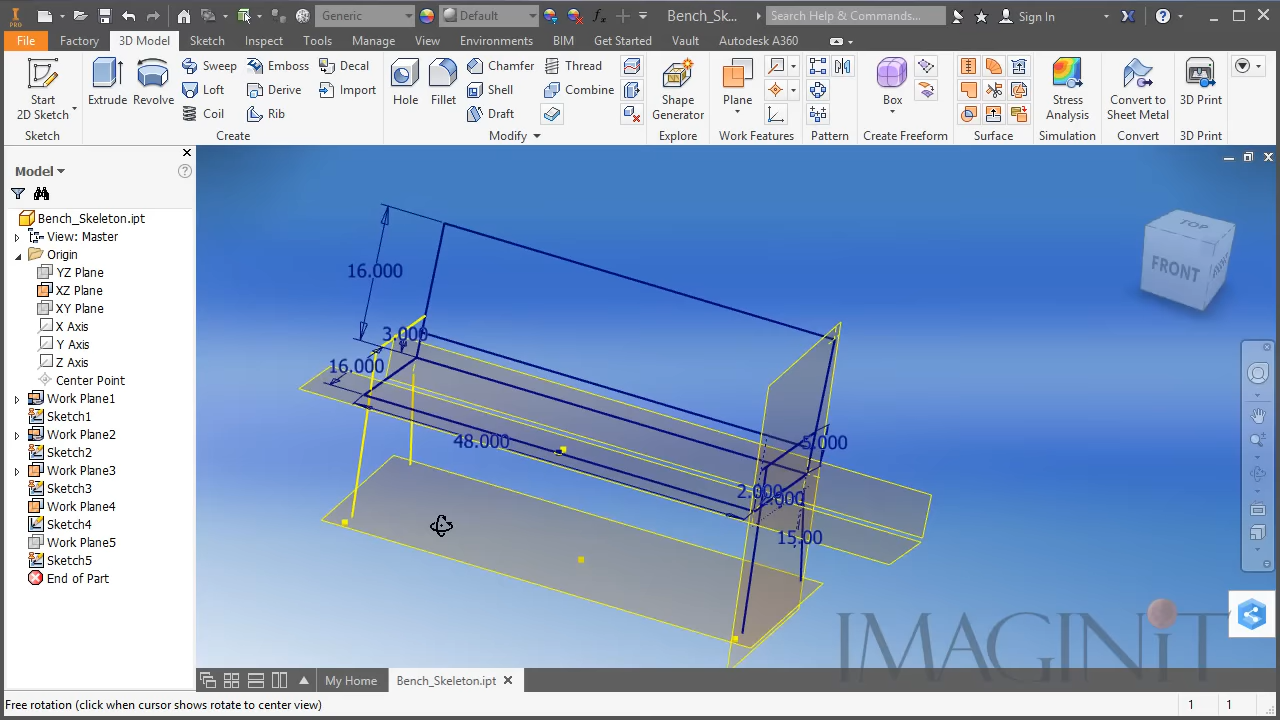 PRO
Generic
Default
fx
Bench_Sk...
Search Help & Commands...
Sign In
File
Factory
3D Model
Sketch
Inspect
Tools
Manage
View
Environments
BIM
Get Started
Vault
Autodesk A360
Start
2D Sketch
Extrude
Revolve
Sweep
Loft
Coil
Emboss
Derive
Rib
Decal
Import
Hole
Fillet
Chamfer
Shell
Draft
Thread
Combine
Shape
Generator
Plane
Box
Stress
Analysis
Convert to
Sheet Metal
3D Print
Sketch
Create
Modify
Explore
Work Features
Pattern
Create Freeform
Surface
Simulation
Convert
3D Print
Model
Bench_Skeleton.ipt
View: Master
Origin
YZ Plane
XZ Plane
XY Plane
X Axis
Y Axis
Z Axis
Center Point
Work Plane1
Sketch1
Work Plane2
Sketch2
Work Plane3
Sketch3
Work Plane4
Sketch4
Work Plane5
Sketch5
End of Part
16.000
3.000
16.000
48.000
5.000
2.000
2.000
15.00
TOP
FRONT
IMAGINiT
My Home
Bench_Skeleton.ipt
Free rotation (click when cursor shows rotate to center view)
1
1